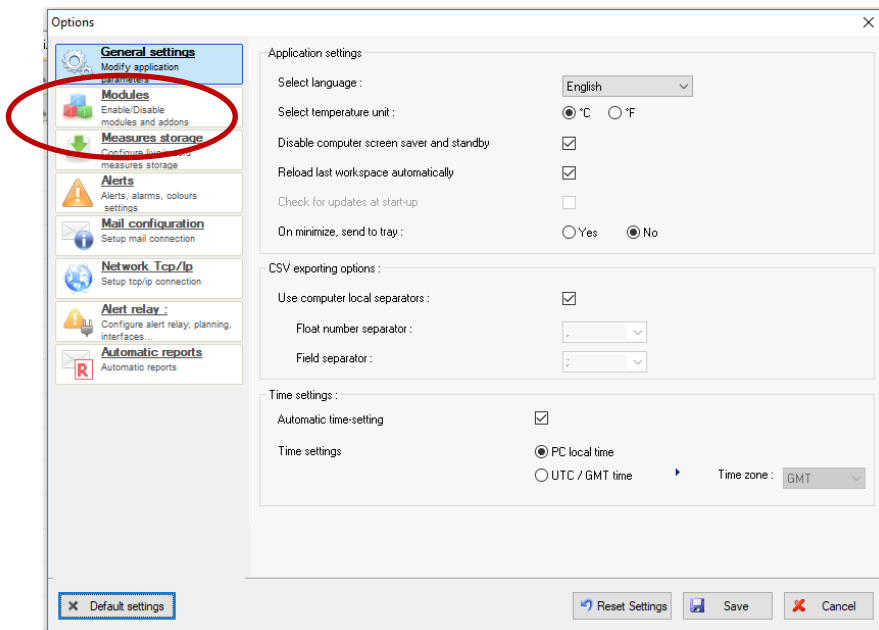 Options
General settings
Modify application
parameters
Modules
Enable/Disable
modules and addons
Measures storage
measures storage
Alerts
Alerts, alarms, colours
settings
Mail configuration
Setup mail connection
Network Tcp/Ip
Setup tcp/ip connection
Alert relay :
Configure alert relay, planning,
interfaces...
Automatic reports
R
Automatic reports
Application settings
Select language :
English
Select temperature unit :
°C
°F
Disable computer screen saver and standby
Reload last workspace automatically
Check for updates at start-up
On minimize, send to tray :
Yes
No
CSV exporting options :
Use computer local separators :
Float number separator :
,
Field separator :
;
Time settings :
Automatic time-setting
Time settings
PC local time
UTC / GMT time
Time zone :
GMT
Default settings
Reset Settings
Save
Cancel